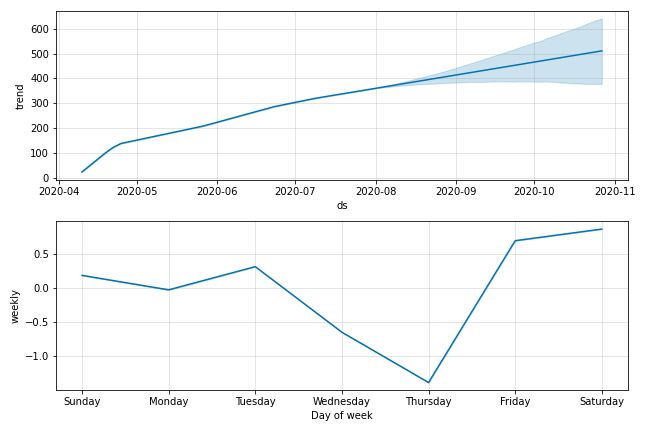 600
500
400
300
200
100
0
trend
2020-04 2020-05 2020-06 2020-07 2020-08 2020-09 2020-10 2020-11
ds
0.5
0.0
−0.5
−1.0
weekly
Sunday Monday Tuesday Wednesday Thursday Friday Saturday
Day of week